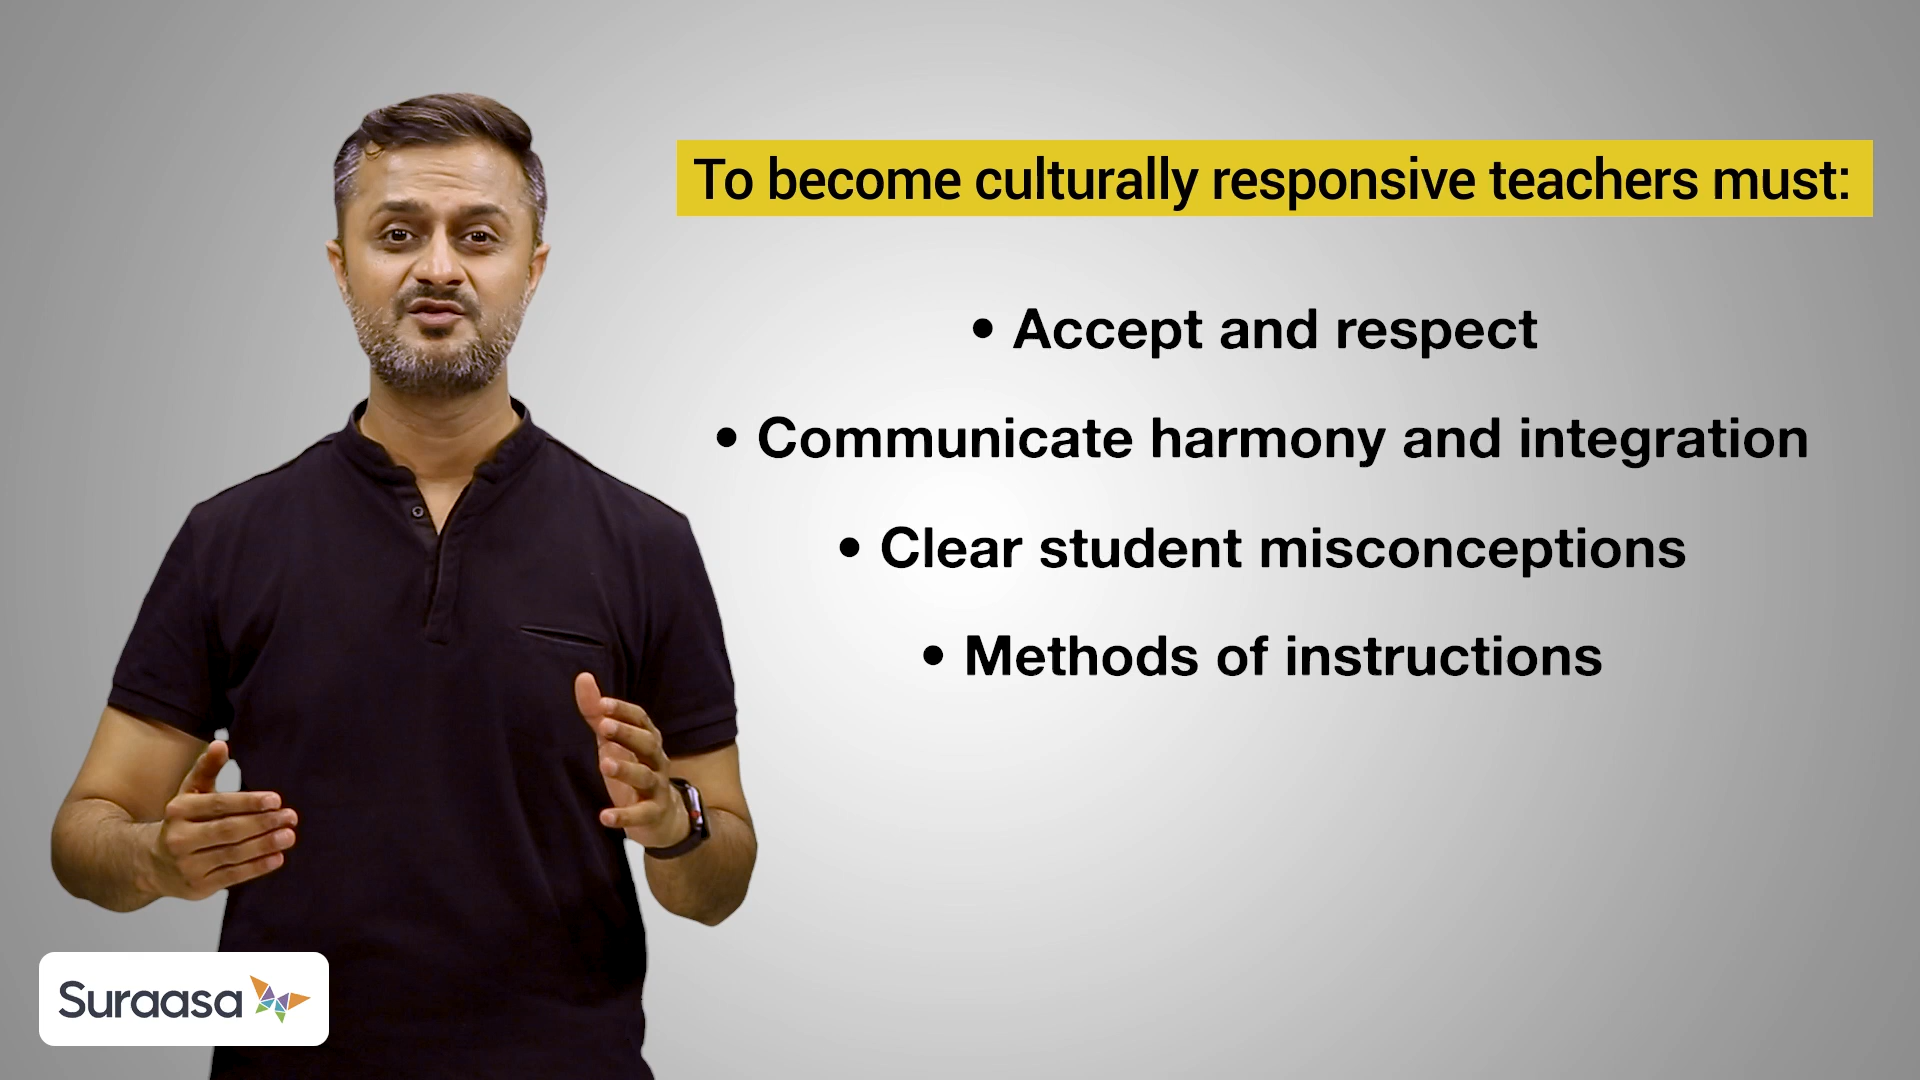 To become culturally responsive teachers must:
• Accept and respect
• Communicate harmony and integration
• Clear student misconceptions
• Methods of instructions
Suraasa